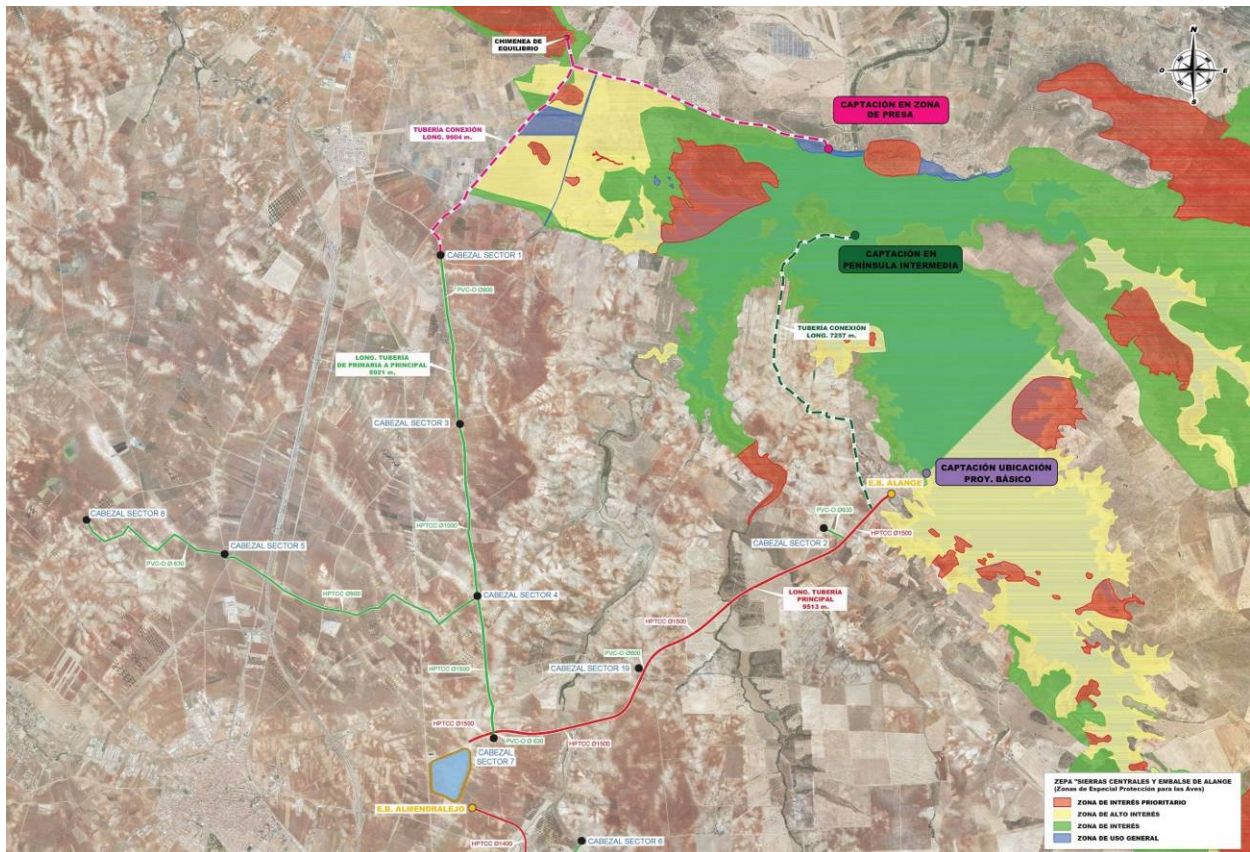 CHIMENEA DE
EQUILIBRIO
N
O
E
S
CAPTACIÓN EN ZONA
DE PRESA
TUBERÍA CONEXIÓN
LONG. 9604 m.
CABEZAL SECTOR 1
CAPTACIÓN EN
PENÍNSULA INTERMEDIA
PVC-O Ø800
TUBERÍA CONEXIÓN
LONG. 7257 m.
LONG. TUBERÍA
DE PRIMARIA A PRINCIPAL
8921 m.
CABEZAL SECTOR 3
CAPTACIÓN UBICACIÓN
PROY. BÁSICO
E.B. ALANGE
CABEZAL SECTOR 8
PVC-O Ø630
HPTCC Ø1500
HPTCC Ø1500
CABEZAL SECTOR 2
CABEZAL SECTOR 5
PVC-O Ø 630
HPTCC Ø900
CABEZAL SECTOR 4
LONG. TUBERÍA
PRINCIPAL
9513 m.
HPTCC Ø1500
PVC-O Ø800
HPTCC Ø1500
CABEZAL SECTOR 19
HPTCC Ø1500
PVC-O Ø 630
HPTCC Ø1500
CABEZAL
SECTOR 7
E.B. ALMENDRALEJO
HPTCC Ø1400
CABEZAL SECTOR 6
ZEPA "SIERRAS CENTRALES Y EMBALSE DE ALANGE
(Zonas de Especial Protección para las Aves)
ZONA DE INTERÉS PRIORITARIO
ZONA DE ALTO INTERÉS
ZONA DE INTERÉS
ZONA DE USO GENERAL